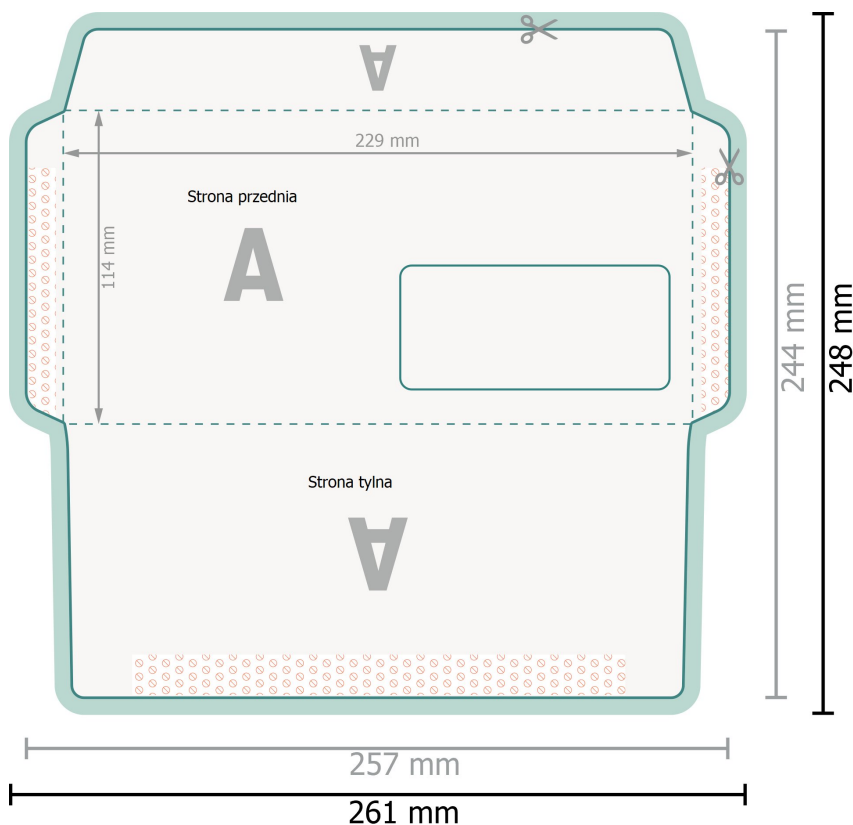 A
229 mm
Strona przednia
114 mm
A
244 mm
248 mm
Strona tylna
A
257 mm
261 mm